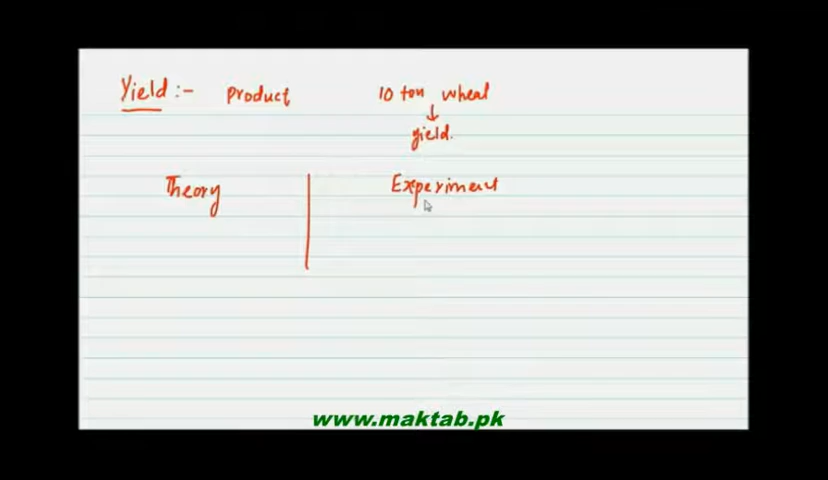 Yield :- Product 10 ton wheat
yield.
Theory Experiment
www.maktab.pk